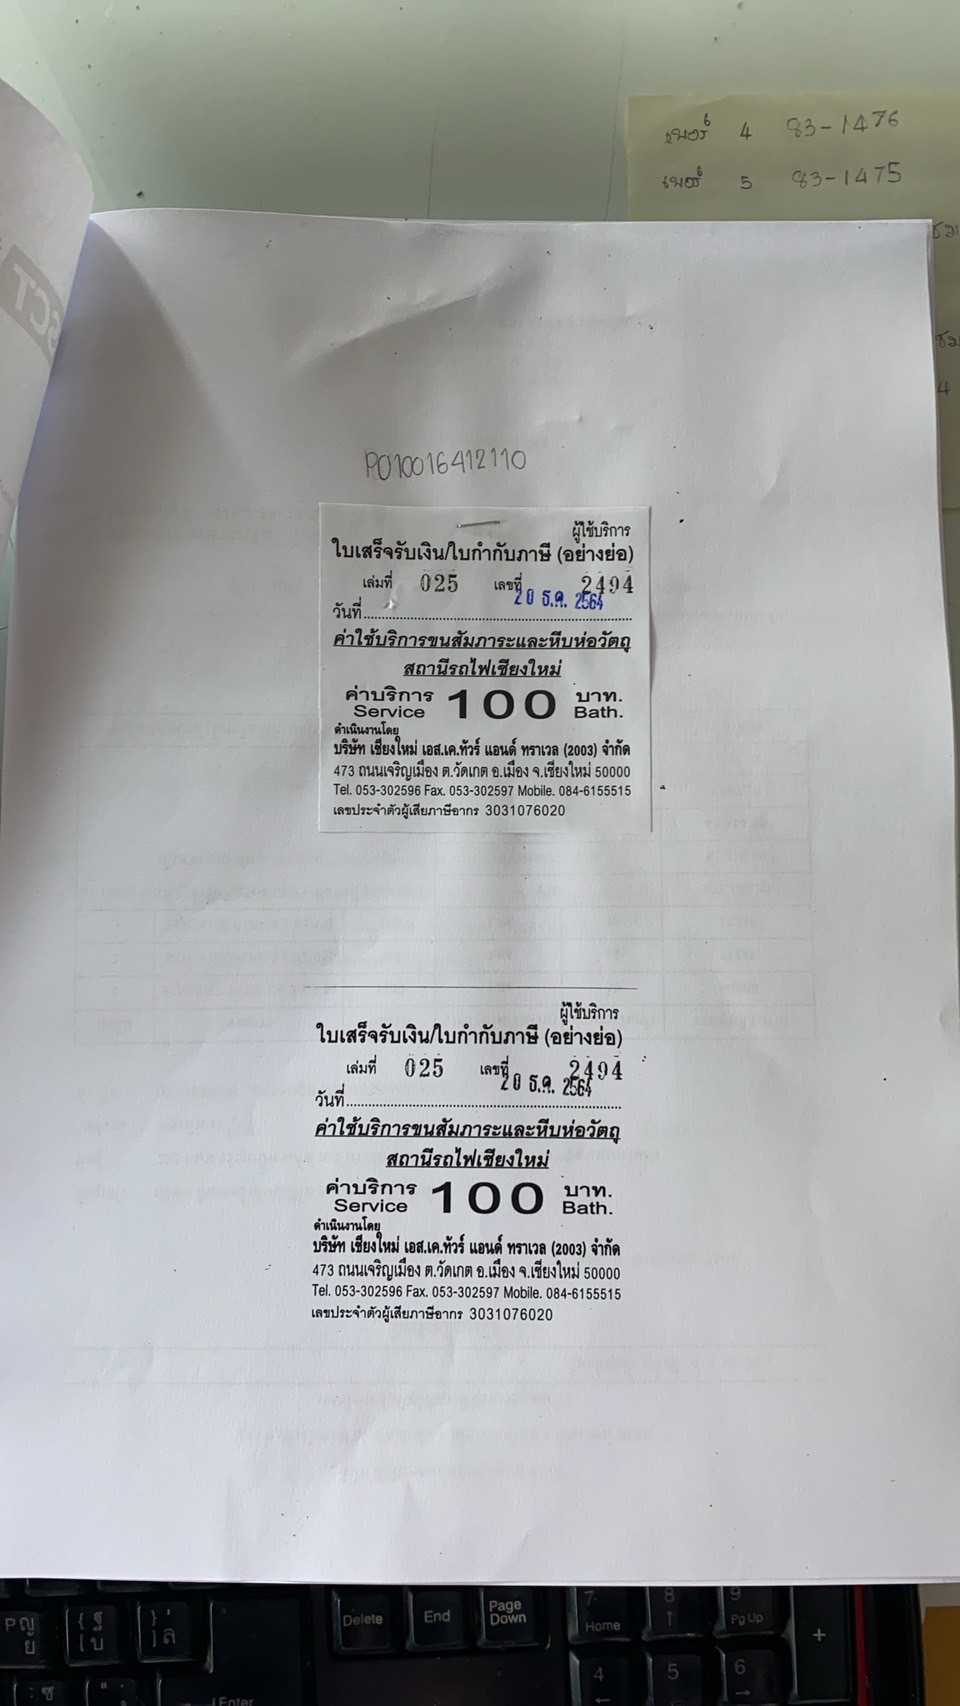 เบอร์ 4 83-1476
เบอร์ 5 83-1475
SCT
P010016412110
ผู้ใช้บริการ
ใบเสร็จรับเงิน/ใบกำกับภาษี (อย่างย่อ)
เล่มที่ 025 เลขที่ 2494
วันที่ 20 ธ.ค. 2564
ค่าใช้บริการขนสัมภาระและหีบห่อวัตถุ
สถานีรถไฟเชียงใหม่
ค่าบริการ 100 บาท.
Service Bath.
ดำเนินงานโดย
บริษัท เชียงใหม่ เอส.เค.ทัวร์ แอนด์ ทราเวล (2003) จำกัด
473 ถนนเจริญเมือง ต.วัดเกต อ.เมือง จ.เชียงใหม่ 50000
Tel. 053-302596 Fax. 053-302597 Mobile. 084-6155515
เลขประจำตัวผู้เสียภาษีอากร 3031076020
ผู้ใช้บริการ
ใบเสร็จรับเงิน/ใบกำกับภาษี (อย่างย่อ)
เล่มที่ 025 เลขที่ 2494
วันที่ 20 ธ.ค. 2564
ค่าใช้บริการขนสัมภาระและหีบห่อวัตถุ
สถานีรถไฟเชียงใหม่
ค่าบริการ 100 บาท.
Service Bath.
ดำเนินงานโดย
บริษัท เชียงใหม่ เอส.เค.ทัวร์ แอนด์ ทราเวล (2003) จำกัด
473 ถนนเจริญเมือง ต.วัดเกต อ.เมือง จ.เชียงใหม่ 50000
Tel. 053-302596 Fax. 053-302597 Mobile. 084-6155515
เลขประจำตัวผู้เสียภาษีอากร 3031076020
Delete End Page Down 7 Home 8 ↑ 9 Pg Up
P ญ ย { ฐ [ บ } ่ ] ล +
Enter 4 ← 5 6 →